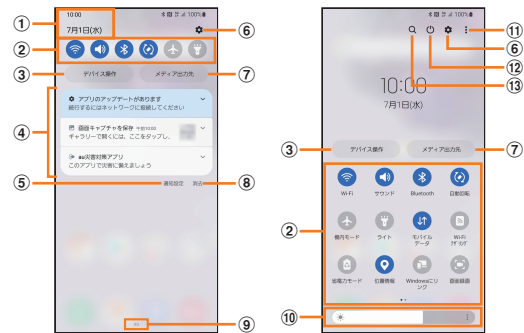 ① 10:00 100%
7月1日(水) ⑥
②
③ デバイス操作 メディア出力先 ⑦
④
アプリのアップデートがあります
続行するにはネットワークに接続してください
画面キャプチャを保存 午前10:00
ギャラリーで開くには、ここをタップし、
au災害対策アプリ
このアプリで災害に備えましょう
⑤ 通知設定 消去 ⑧
au ⑨
100%
⑪
⑥
⑫
⑬
10:00
7月1日(水)
③ デバイス操作 メディア出力先 ⑦
②
Wi-Fi サウンド Bluetooth 自動回転
機内モード ライト モバイル データ Wi-Fi ﾃｻﾞﾘﾝｸﾞ
省電力モード 位置情報 Windowsにリンク 画面録画
⑩